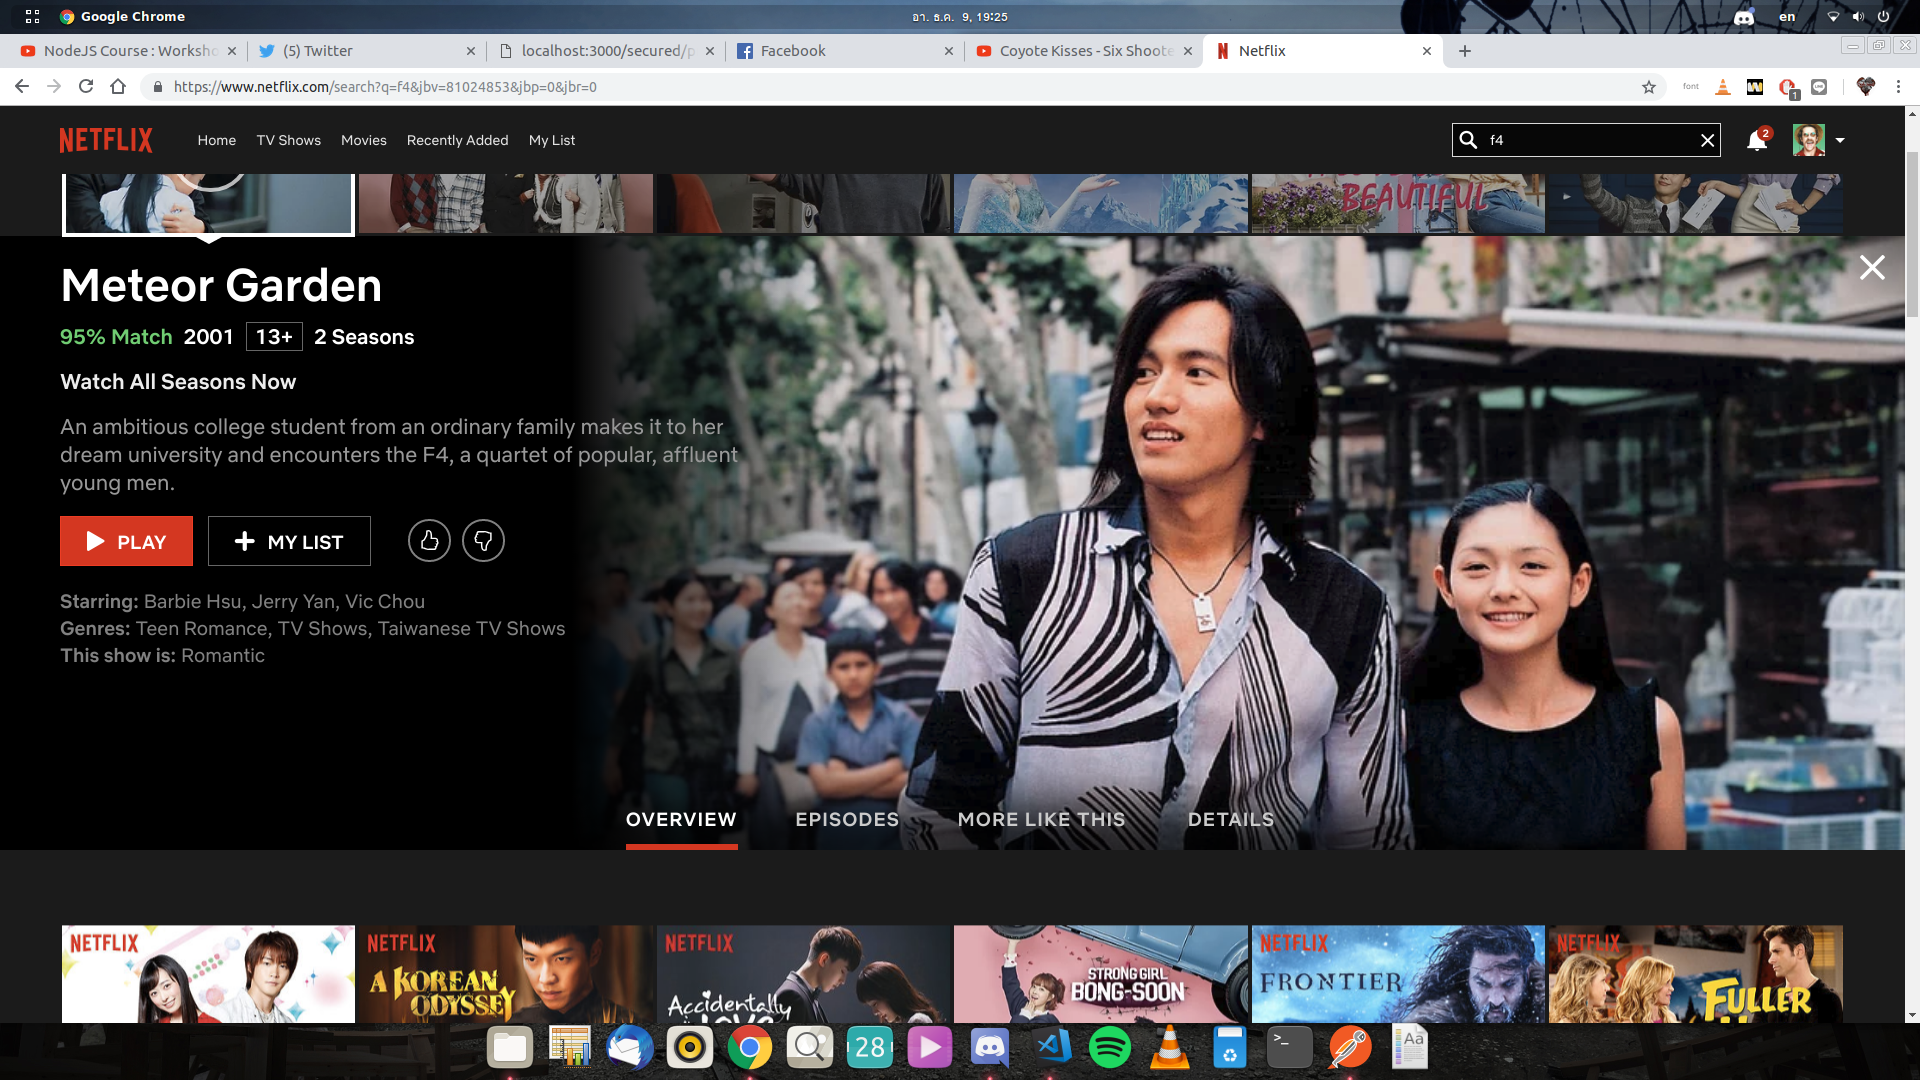 Google Chrome
อา. ธ.ค. 9, 19:25
en
NodeJS Course : Worksho
(5) Twitter
localhost:3000/secured/p
Facebook
Coyote Kisses - Six Shoote
Netflix
https://www.netflix.com/search?q=f4&jbv=81024853&jbp=0&jbr=0
font
1
NETFLIX
Home
TV Shows
Movies
Recently Added
My List
f4
2
BEAUTIFUL
Meteor Garden
95% Match 2001 13+ 2 Seasons
Watch All Seasons Now
An ambitious college student from an ordinary family makes it to her
dream university and encounters the F4, a quartet of popular, affluent
young men.
PLAY
MY LIST
Starring: Barbie Hsu, Jerry Yan, Vic Chou
Genres: Teen Romance, TV Shows, Taiwanese TV Shows
This show is: Romantic
OVERVIEW
EPISODES
MORE LIKE THIS
DETAILS
NETFLIX
NETFLIX
A KOREAN
ODYSSEY
NETFLIX
Accidentally
STRONG GIRL
BONG-SOON
NETFLIX
FRONTIER
NETFLIX
FULLER
28
>_
Aa